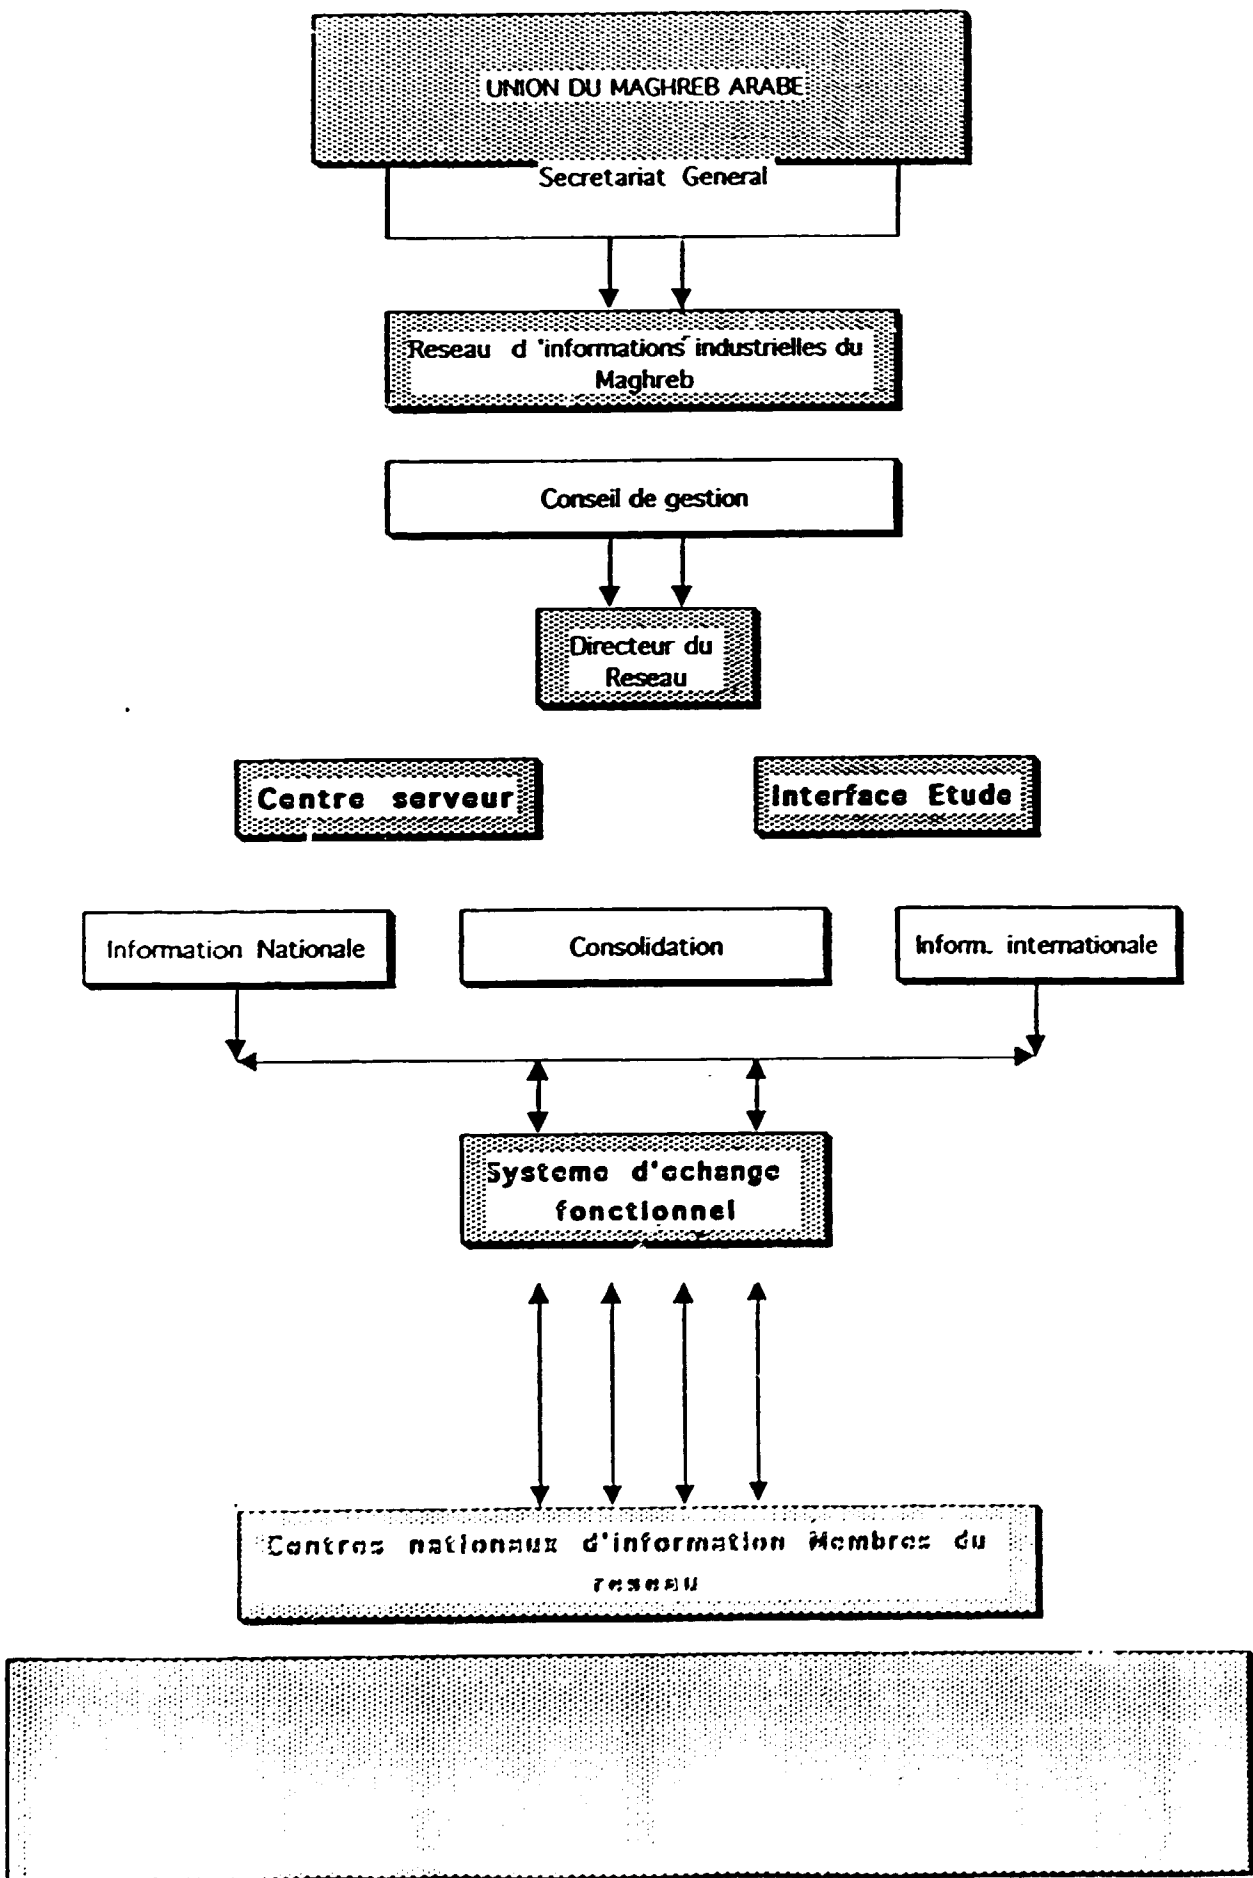 UNION DU MAGHREB ARABE
Secretariat General
Reseau d 'informations industrielles du
Maghreb
Conseil de gestion
Directeur du
Reseau
Centre serveur
Interface Etude
Information Nationale
Consolidation
Inform. internationale
Systeme d'echange
fonctionnel
Centres nationaux d'information Membres du
reseau